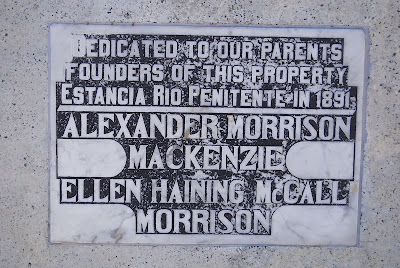 DEDICATED TO OUR PARENTS
FOUNDERS OF THIS PROPERTY
ESTANCIA RIO PENITENTE IN 1891
ALEXANDER MORRISON
MACKENZIE
ELLEN HAINING McCALL
MORRISON